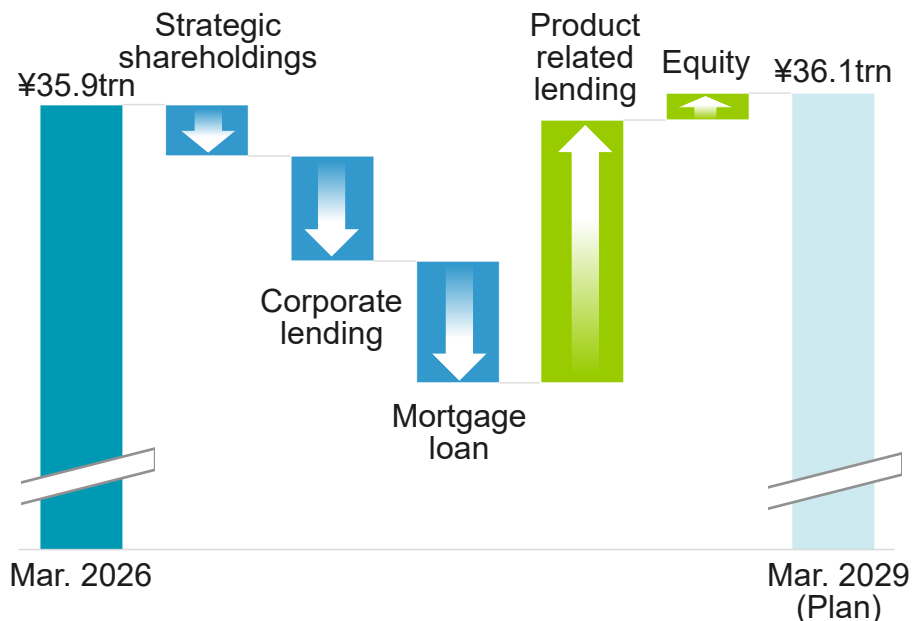 Strategic
shareholdings
¥35.9trn
Corporate
lending
Mortgage
loan
Product
related
lending
Equity
¥36.1trn
Mar. 2026
Mar. 2029
(Plan)